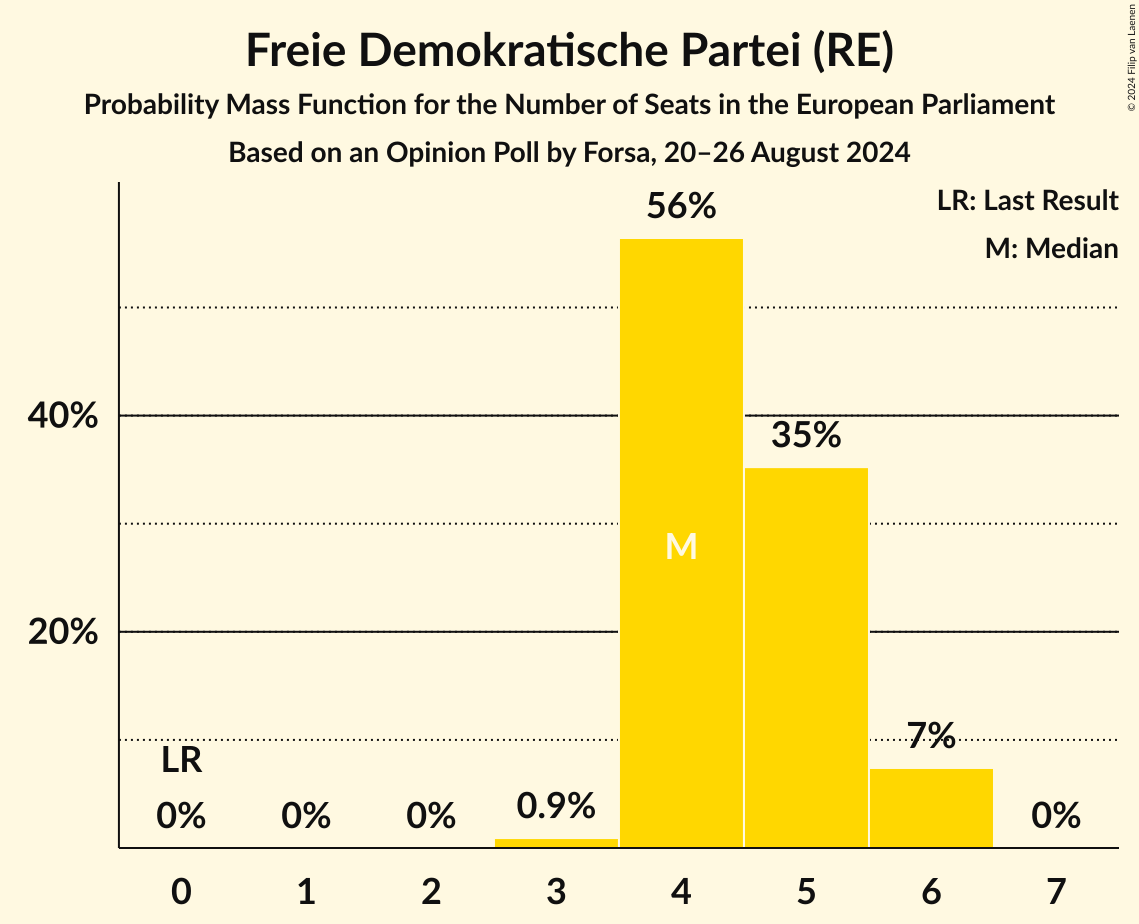 Freie Demokratische Partei (RE)
Probability Mass Function for the Number of Seats in the European Parliament
Based on an Opinion Poll by Forsa, 20–26 August 2024
© 2024 Filip van Laenen
LR: Last Result
M: Median
56%
40%
35%
M
20%
7%
LR
0.9%
0%
0%
0%
0%
0
1
2
3
4
5
6
7